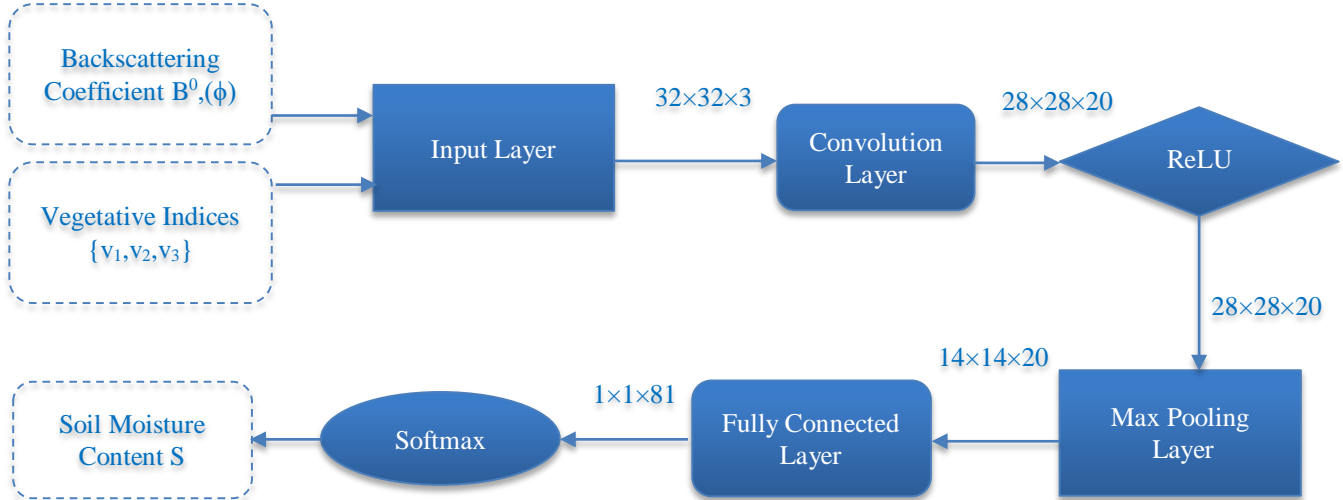 Backscattering
Coefficient B⁰,(ϕ)
Vegetative Indices
{v₁,v₂,v₃}
Input Layer
32×32×3
Convolution
Layer
28×28×20
ReLU
28×28×20
Max Pooling
Layer
14×14×20
Fully Connected
Layer
1×1×81
Softmax
Soil Moisture
Content S